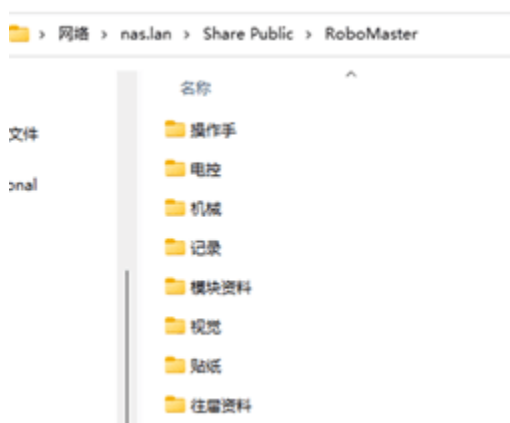 网络 > nas.lan > Share Public > RoboMaster
名称
文件
onal
操作手
电控
机械
记录
模块资料
视觉
贴纸
往届资料